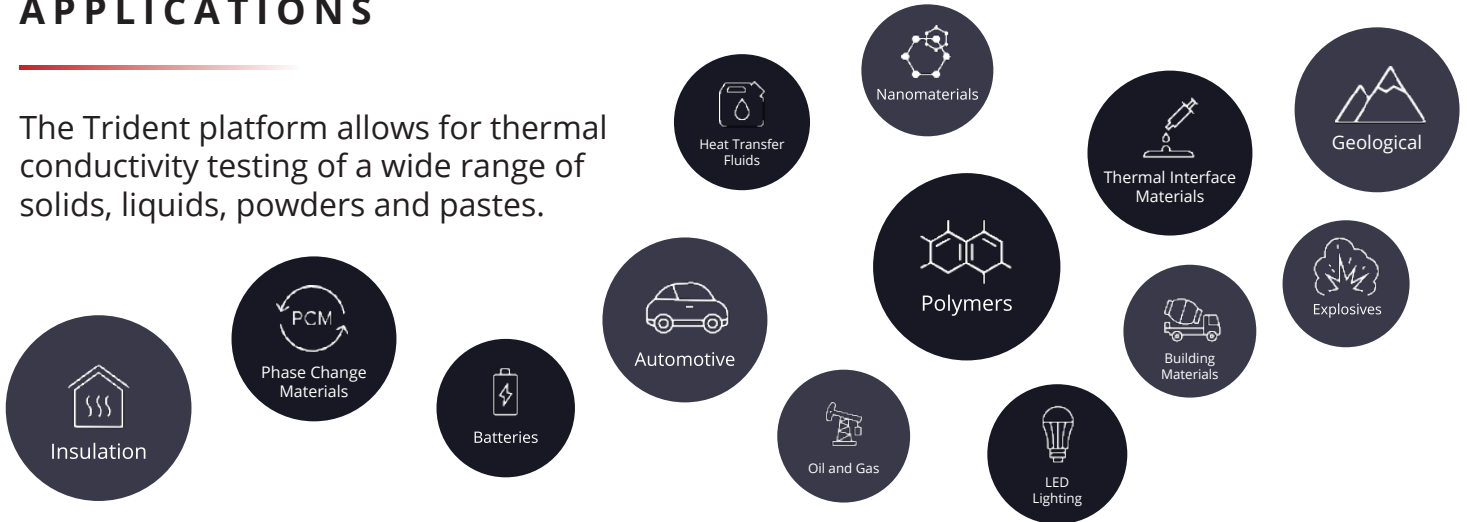 APPLICATIONS
The Trident platform allows for thermal
conductivity testing of a wide range of
solids, liquids, powders and pastes.
Insulation
PCM
Phase Change
Materials
Batteries
Automotive
Heat Transfer
Fluids
Nanomaterials
Polymers
Oil and Gas
LED
Lighting
Thermal Interface
Materials
Building
Materials
Geological
Explosives